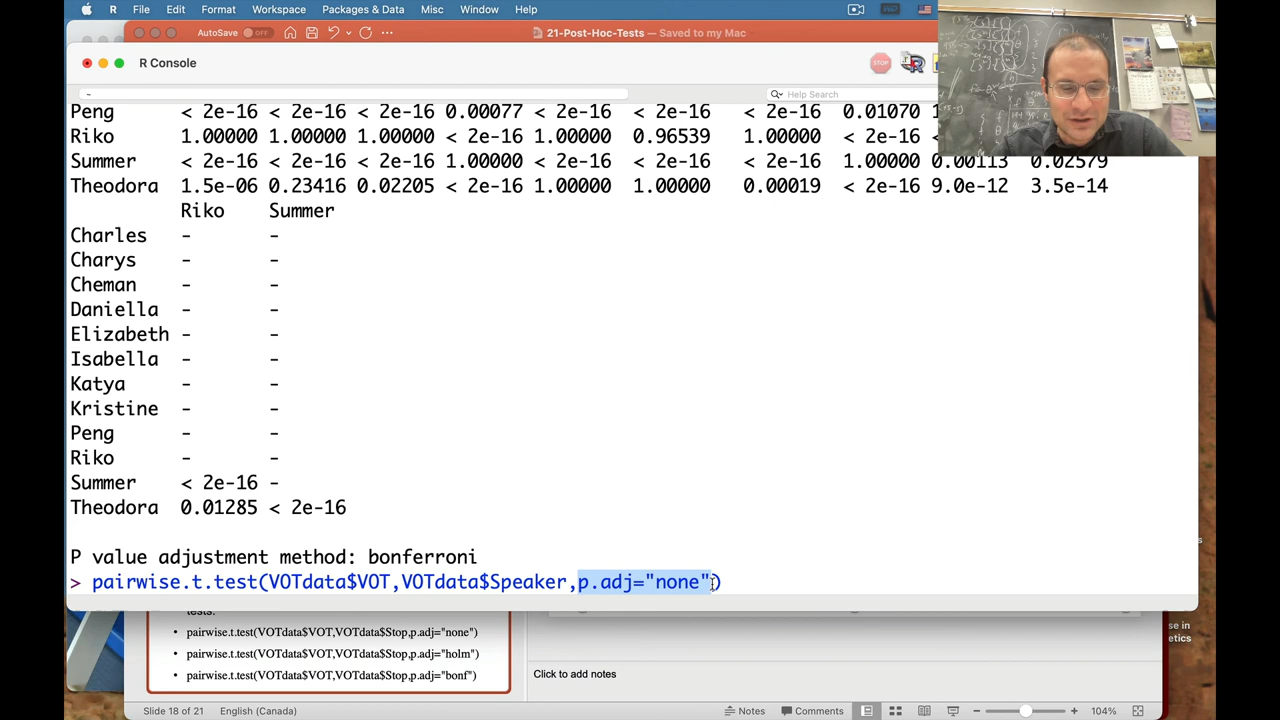 R File Edit Format Workspace Packages & Data Misc Window Help
AutoSave OFF 21-Post-Hoc-Tests — Saved to my Mac
R Console
~ Help Search
STOP
Peng < 2e-16 < 2e-16 0.00077 < 2e-16 < 2e-16 < 2e-16 0.01070 1
Riko 1.00000 1.00000 1.00000 < 2e-16 1.00000 0.96539 1.00000 < 2e-16
Summer < 2e-16 < 2e-16 < 2e-16 1.00000 < 2e-16 < 2e-16 < 2e-16 1.00000 0.00113 0.02579
Theodora 1.5e-06 0.23416 0.02205 < 2e-16 1.00000 1.00000 0.00019 < 2e-16 9.0e-12 3.5e-14
Riko Summer
Charles - -
Charys - -
Cheman - -
Daniella - -
Elizabeth - -
Isabella - -
Katya - -
Kristine - -
Peng - -
Riko - -
Summer < 2e-16 -
Theodora 0.01285 < 2e-16
P value adjustment method: bonferroni
> pairwise.t.test(VOTdata$VOT,VOTdata$Speaker,p.adj="none")
tests:
• pairwise.t.test(VOTdata$VOT,VOTdata$Stop,p.adj="none")
• pairwise.t.test(VOTdata$VOT,VOTdata$Stop,p.adj="holm")
• pairwise.t.test(VOTdata$VOT,VOTdata$Stop,p.adj="bonf")
Click to add notes
se in
etics
Slide 18 of 21 English (Canada) Notes Comments 104%